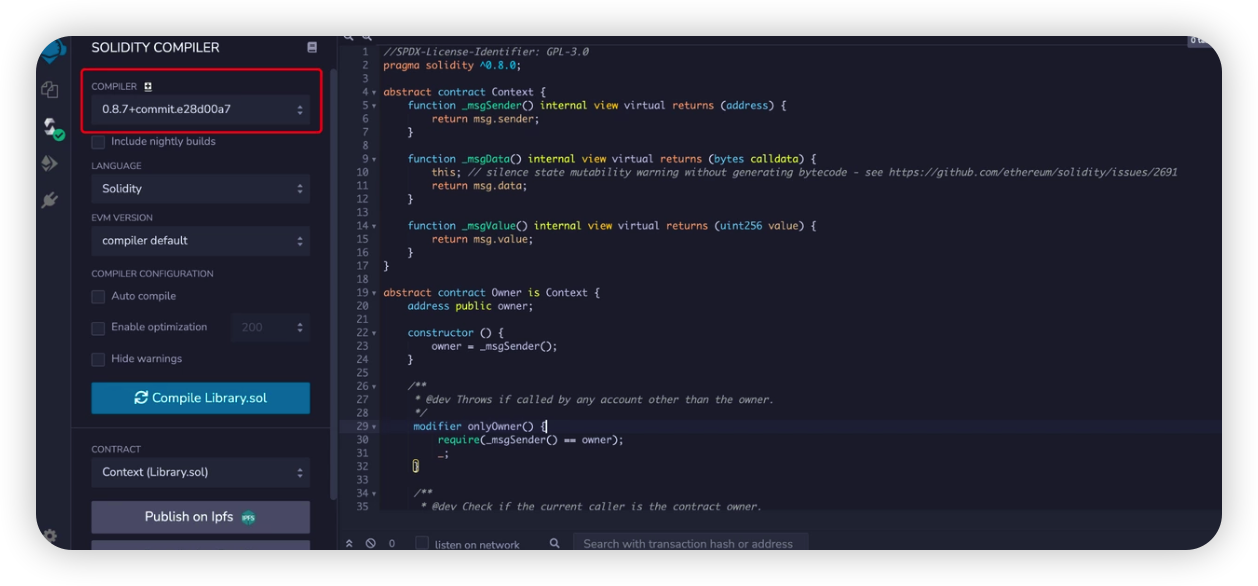 SOLIDITY COMPILER
COMPILER
0.8.7+commit.e28d00a7
Include nightly builds
LANGUAGE
Solidity
EVM VERSION
compiler default
COMPILER CONFIGURATION
Auto compile
Enable optimization 200
Hide warnings
Compile Library.sol
CONTRACT
Context (Library.sol)
Publish on Ipfs IPFS
1 //SPDX-License-Identifier: GPL-3.0
2 pragma solidity ^0.8.0;
3
4 abstract contract Context {
5 function _msgSender() internal view virtual returns (address) {
6 return msg.sender;
7 }
8
9 function _msgData() internal view virtual returns (bytes calldata) {
10 this; // silence state mutability warning without generating bytecode - see https://github.com/ethereum/solidity/issues/2691
11 return msg.data;
12 }
13
14 function _msgValue() internal view virtual returns (uint256 value) {
15 return msg.value;
16 }
17 }
18
19 abstract contract Owner is Context {
20 address public owner;
21
22 constructor () {
23 owner = _msgSender();
24 }
25
26 /**
27 * @dev Throws if called by any account other than the owner.
28 */
29 modifier onlyOwner() {
30 require(_msgSender() == owner);
31 _;
32 }
33
34 /**
35 * @dev Check if the current caller is the contract owner.
0 listen on network Search with transaction hash or address